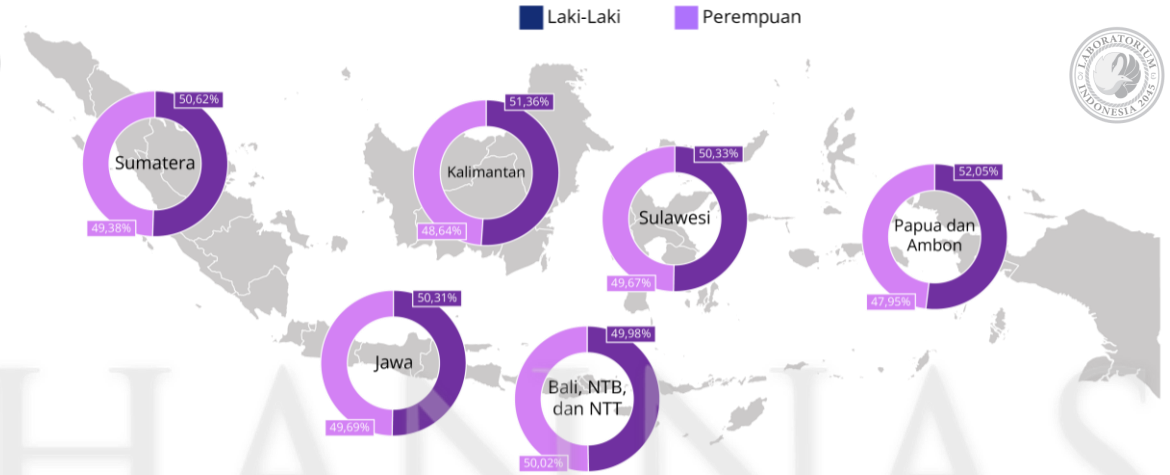 Laki-Laki
Perempuan
LABORATORIUM
INDONESIA 2045
50,62%
Sumatera
49,38%
51,36%
Kalimantan
48,64%
50,33%
Sulawesi
49,67%
52,05%
Papua dan
Ambon
47,95%
50,31%
Jawa
49,69%
49,98%
Bali, NTB,
dan NTT
50,02%
HANNAS